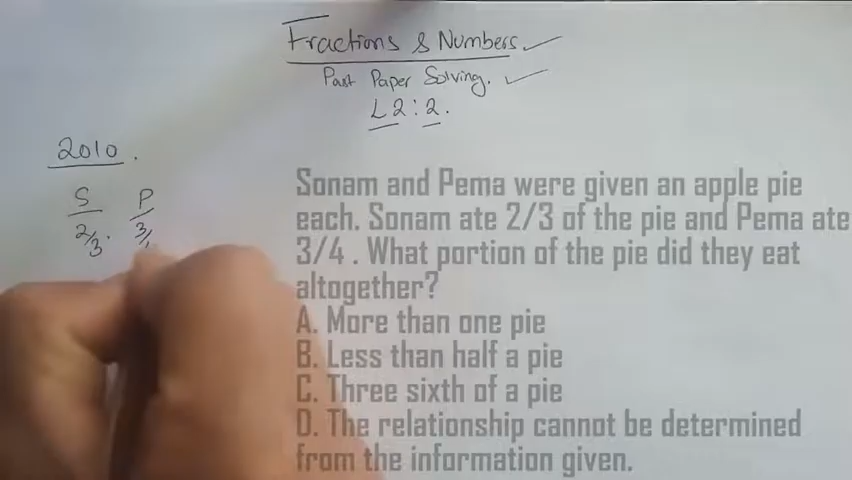 Fractions & Numbers
Past Paper Solving.
L2:2.
2010.
S P
2/3. 3/
Sonam and Pema were given an apple pie
each. Sonam ate 2/3 of the pie and Pema ate
3/4 . What portion of the pie did they eat
altogether?
A. More than one pie
B. Less than half a pie
C. Three sixth of a pie
D. The relationship cannot be determined
from the information given.